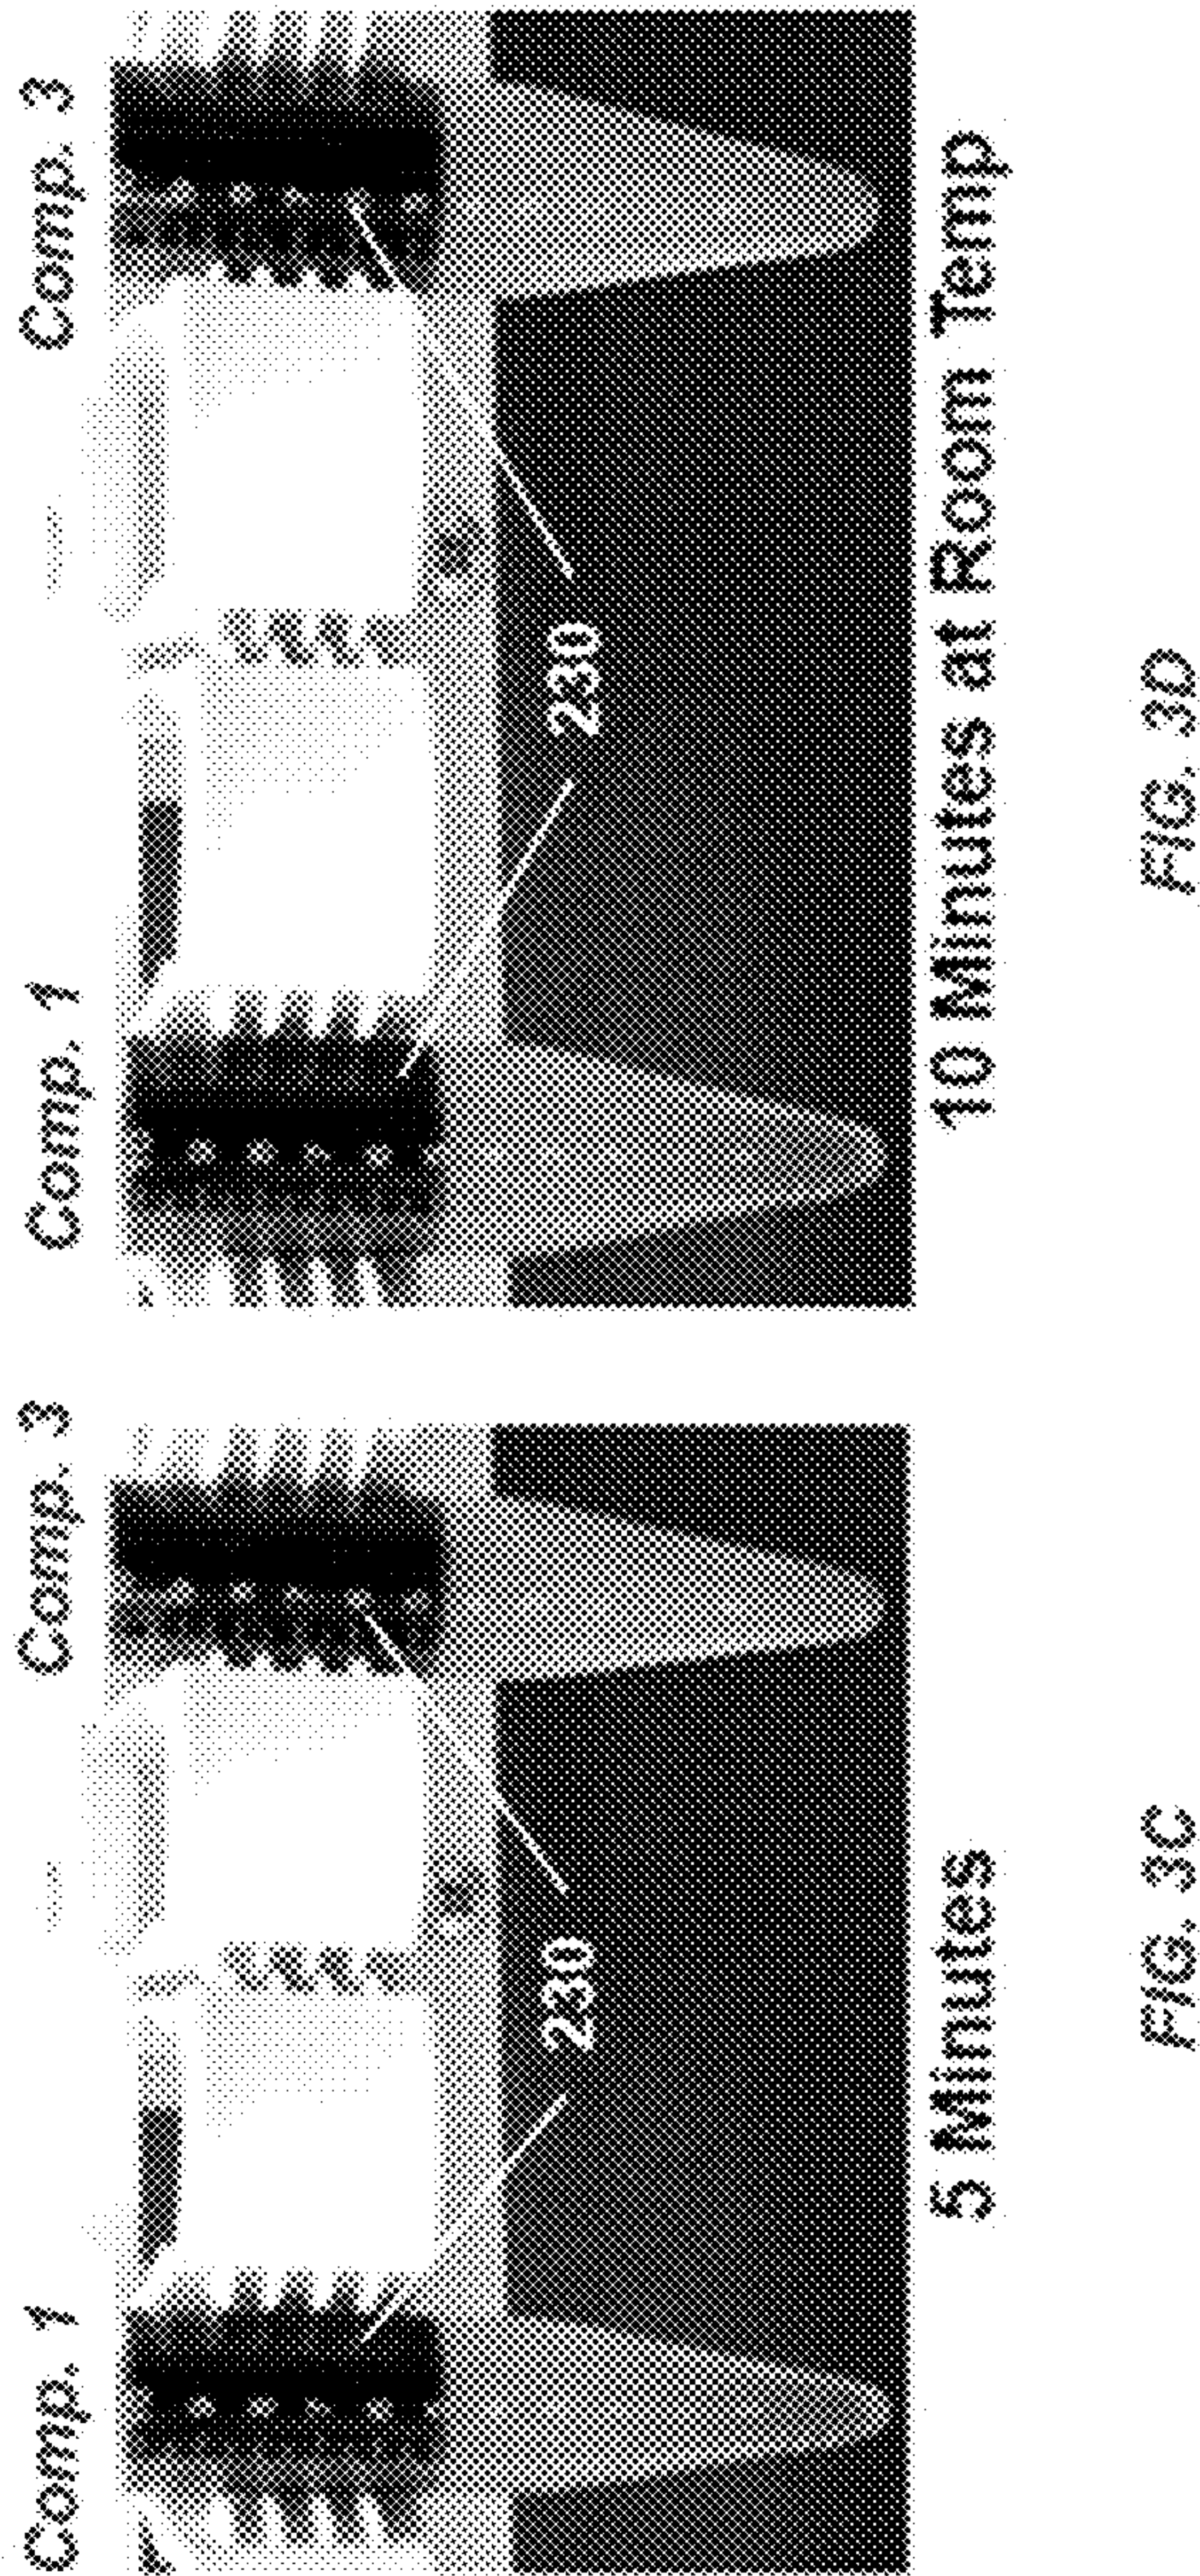 Comp. 1
Comp. 3
230
5 Minutes
FIG. 3C
Comp. 1
Comp. 3
230
10 Minutes at Room Temp
FIG. 3D